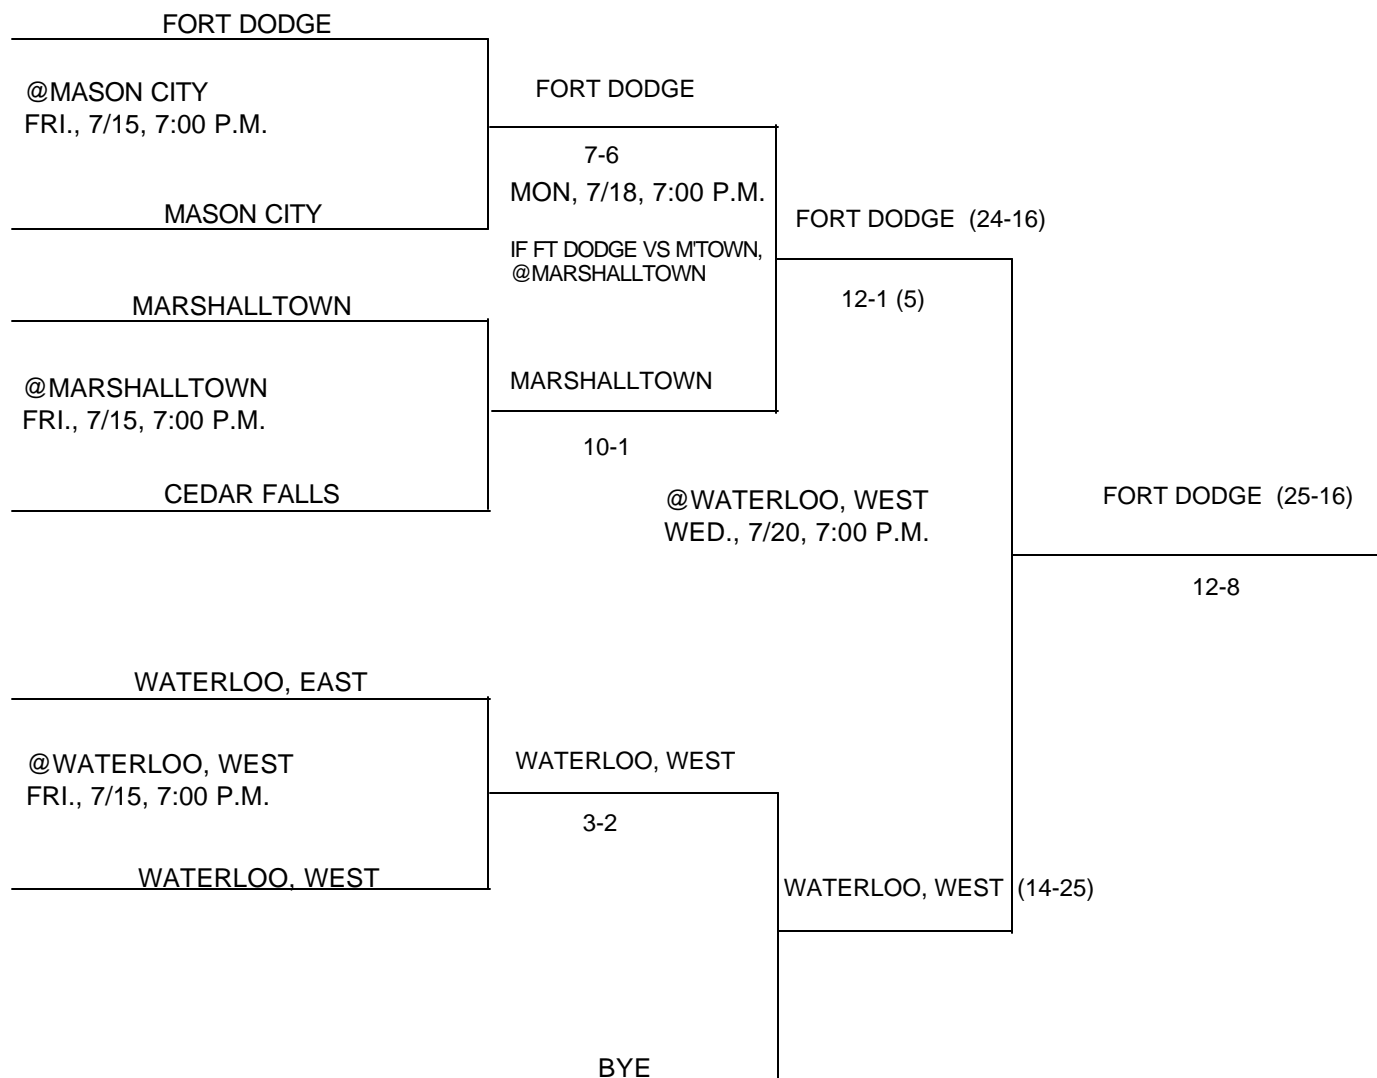 FORT DODGE
@MASON CITY
FRI., 7/15, 7:00 P.M.
MASON CITY
FORT DODGE
7-6
MON, 7/18, 7:00 P.M.
IF FT DODGE VS M'TOWN,
@MARSHALLTOWN
FORT DODGE (24-16)
12-1 (5)
MARSHALLTOWN
@MARSHALLTOWN
FRI., 7/15, 7:00 P.M.
CEDAR FALLS
MARSHALLTOWN
10-1
@WATERLOO, WEST
WED., 7/20, 7:00 P.M.
FORT DODGE (25-16)
12-8
WATERLOO, EAST
@WATERLOO, WEST
FRI., 7/15, 7:00 P.M.
WATERLOO, WEST
WATERLOO, WEST
3-2
WATERLOO, WEST (14-25)
BYE